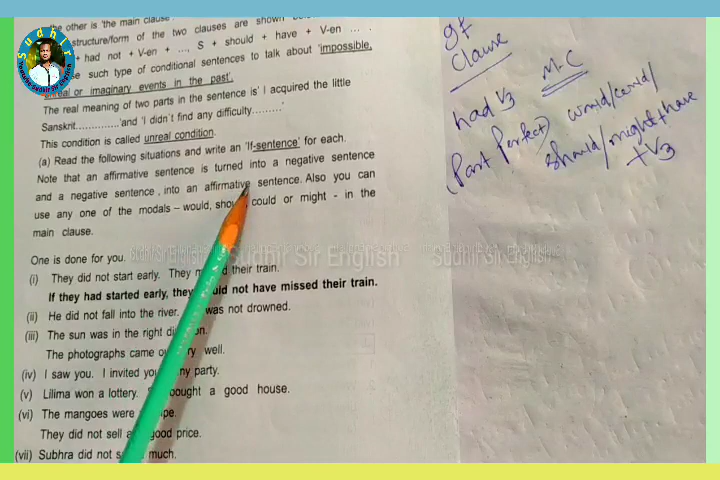 Sudhir
the other is 'the main clause'
structure/form of the two clauses are shown
had not + V-en + ..., S + should + have + V-en ... .
such type of conditional sentences to talk about 'impossible,
unreal or imaginary events in the past'.
The real meaning of two parts in the sentence is' I acquired the little
Sanskrit.............'and 'I didn't find any difficulty.........'
This condition is called unreal condition.
(a) Read the following situations and write an 'If-sentence' for each.
Note that an affirmative sentence is turned into a negative sentence
and a negative sentence, into an affirmative sentence. Also you can
use any one of the modals – would, could or might - in the
main clause.
One is done for you.
(i) They did not start early. They their train.
If they had started early, they not have missed their train.
(ii) He did not fall into the river. was not drowned.
(iii) The sun was in the right
The photographs came well.
(iv) I saw you. I invited my party.
(v) Lilima won a lottery. bought a good house.
(vi) The mangoes were
They did not sell good price.
(vii) Subhra did not much.
If
Clause
M.C
had V3
(Past Perfect)
would/could/
should/might+have
+V3
Sudhir Sir English Sudhir Sir English Sudhir Sir English